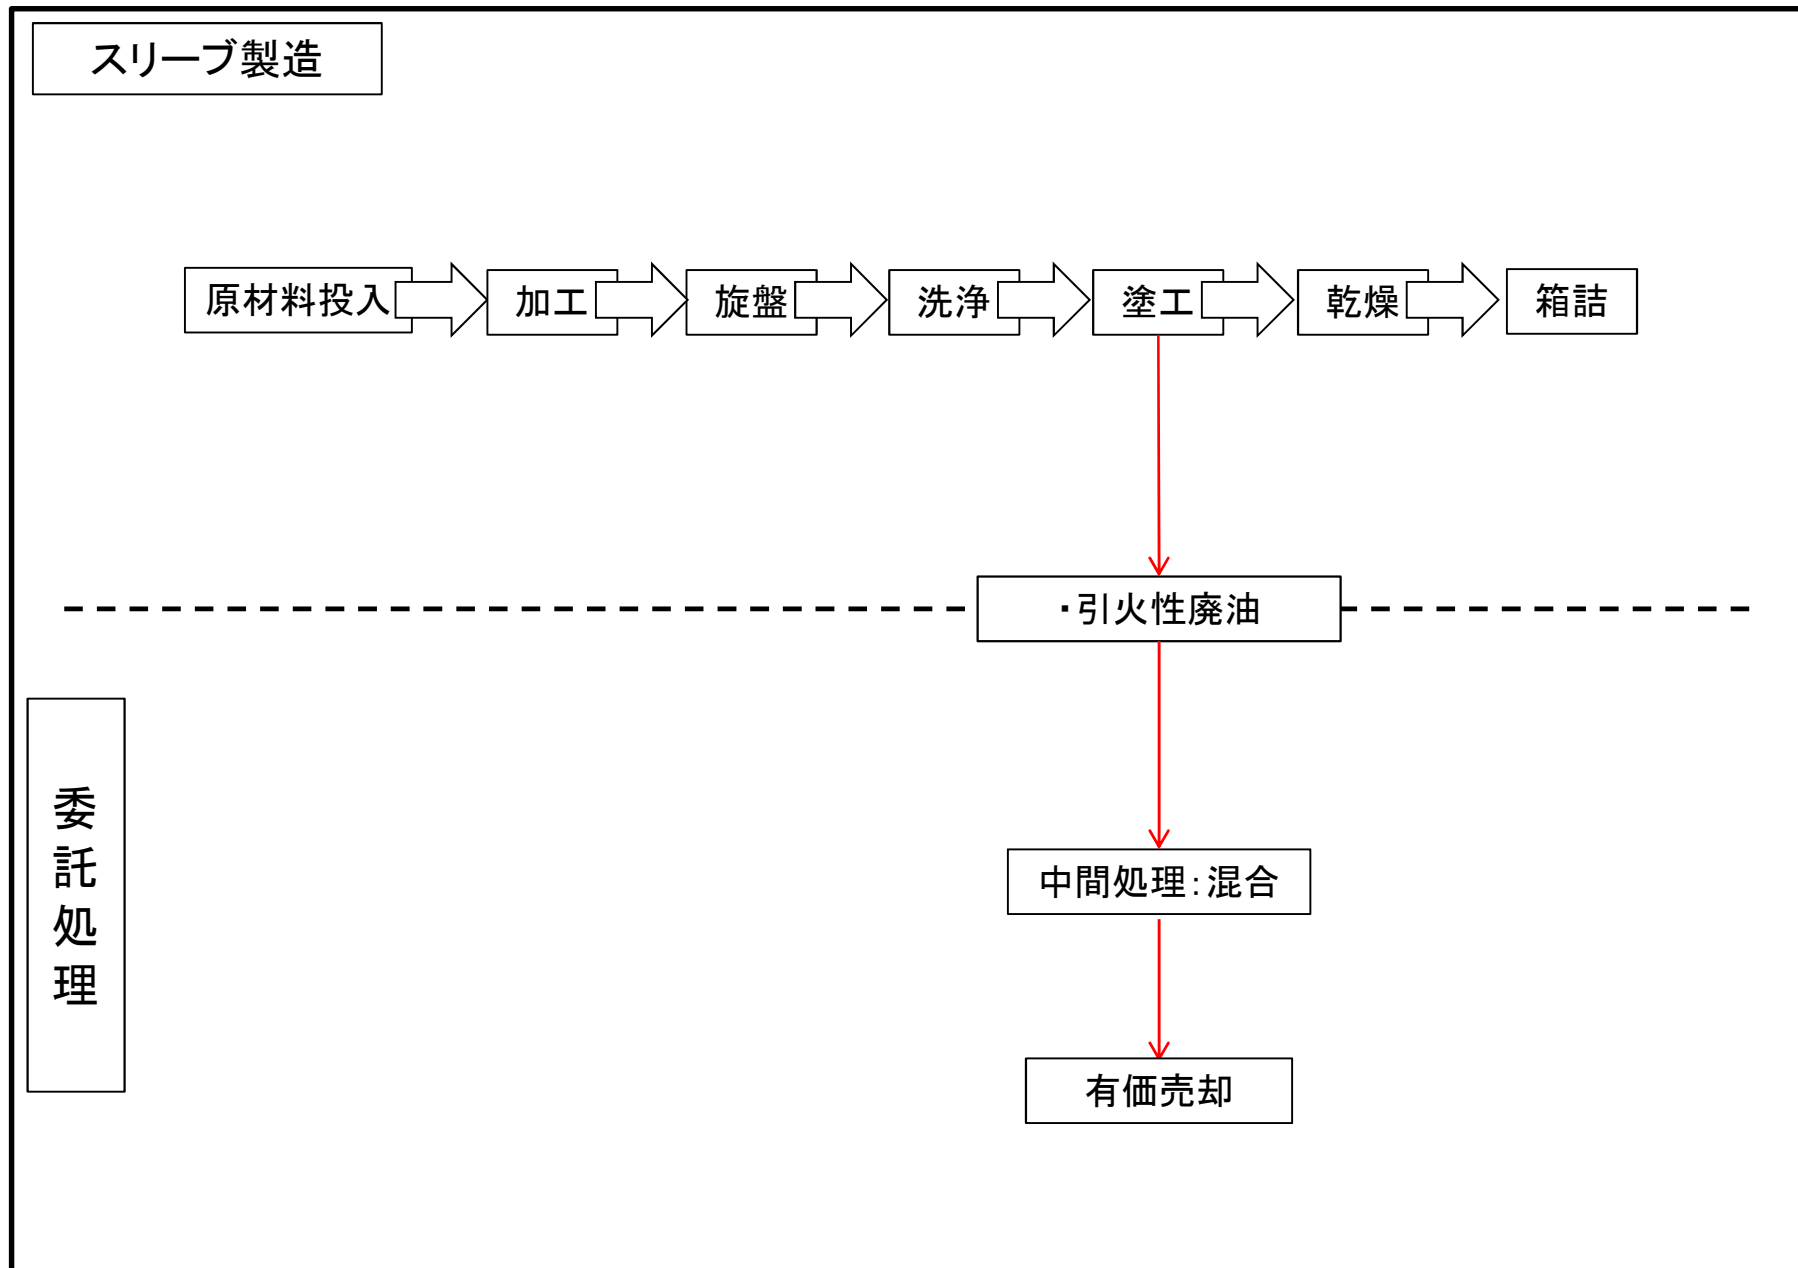 スリーブ製造
原材料投入
加工
旋盤
洗浄
塗工
乾燥
箱詰
・引火性廃油
委託処理
中間処理：混合
有価売却